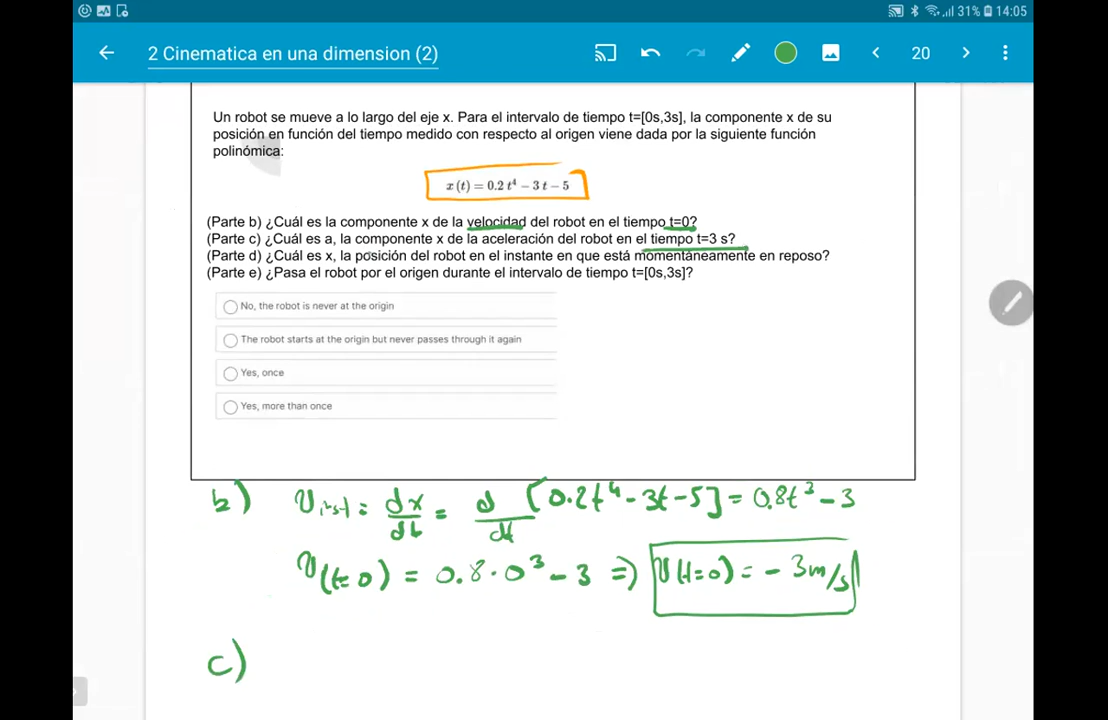 31% 14:05
2 Cinematica en una dimension (2)
20
Un robot se mueve a lo largo del eje x. Para el intervalo de tiempo t=[0s,3s], la componente x de su
posición en función del tiempo medido con respecto al origen viene dada por la siguiente función
polinómica:
x (t) = 0.2 t⁴ − 3 t − 5
(Parte b) ¿Cuál es la componente x de la velocidad del robot en el tiempo t=0?
(Parte c) ¿Cuál es a, la componente x de la aceleración del robot en el tiempo t=3 s?
(Parte d) ¿Cuál es x, la posición del robot en el instante en que está momentáneamente en reposo?
(Parte e) ¿Pasa el robot por el origen durante el intervalo de tiempo t=[0s,3s]?
No, the robot is never at the origin
The robot starts at the origin but never passes through it again
Yes, once
Yes, more than once
b) v inst = dx/dt = d/dt [0.2t⁴ - 3t - 5] = 0.8t³ - 3
v(t=0) = 0.8 · 0³ - 3 => v(t=0) = - 3m/s
c)